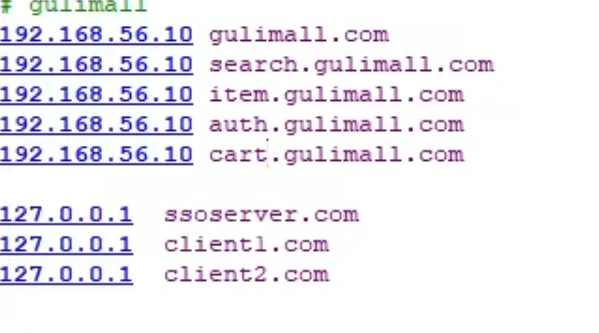 # gulimall
192.168.56.10 gulimall.com
192.168.56.10 search.gulimall.com
192.168.56.10 item.gulimall.com
192.168.56.10 auth.gulimall.com
192.168.56.10 cart.gulimall.com
127.0.0.1 ssoserver.com
127.0.0.1 client1.com
127.0.0.1 client2.com